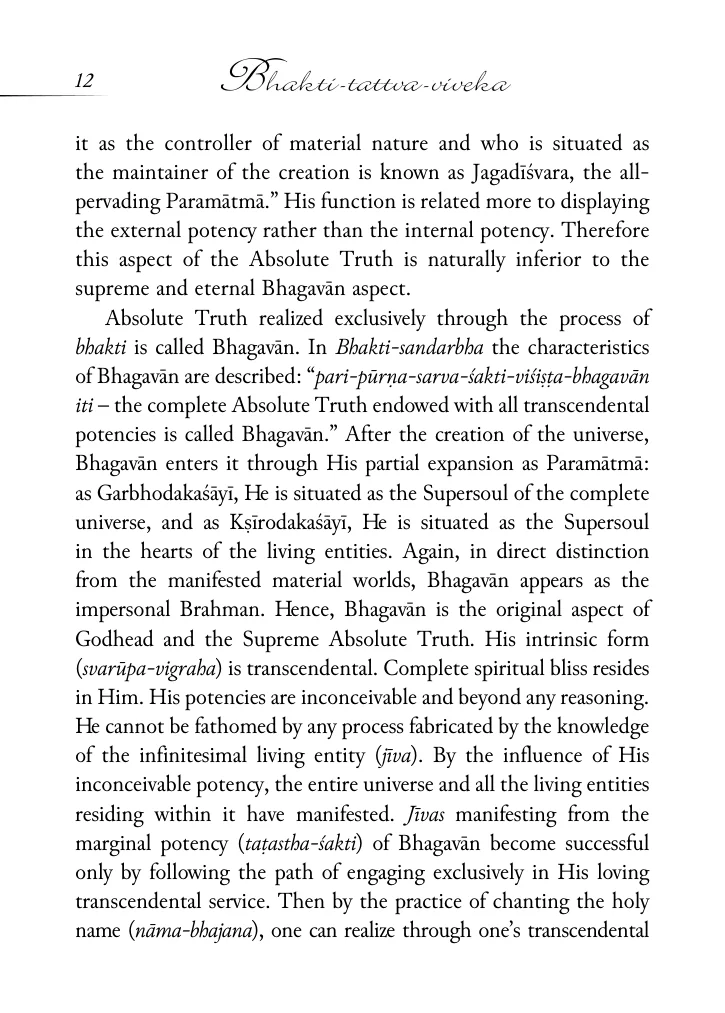 12
Bhakti-tattva-viveka
it as the controller of material nature and who is situated as
the maintainer of the creation is known as Jagadīśvara, the all-
pervading Paramātmā.” His function is related more to displaying
the external potency rather than the internal potency. Therefore
this aspect of the Absolute Truth is naturally inferior to the
supreme and eternal Bhagavān aspect.
Absolute Truth realized exclusively through the process of
bhakti is called Bhagavān. In Bhakti-sandarbha the characteristics
of Bhagavān are described: “pari-pūrṇa-sarva-śakti-viśiṣṭa-bhagavān
iti – the complete Absolute Truth endowed with all transcendental
potencies is called Bhagavān.” After the creation of the universe,
Bhagavān enters it through His partial expansion as Paramātmā:
as Garbhodakaśāyī, He is situated as the Supersoul of the complete
universe, and as Kṣīrodakaśāyī, He is situated as the Supersoul
in the hearts of the living entities. Again, in direct distinction
from the manifested material worlds, Bhagavān appears as the
impersonal Brahman. Hence, Bhagavān is the original aspect of
Godhead and the Supreme Absolute Truth. His intrinsic form
(svarūpa-vigraha) is transcendental. Complete spiritual bliss resides
in Him. His potencies are inconceivable and beyond any reasoning.
He cannot be fathomed by any process fabricated by the knowledge
of the infinitesimal living entity (jīva). By the influence of His
inconceivable potency, the entire universe and all the living entities
residing within it have manifested. Jīvas manifesting from the
marginal potency (taṭastha-śakti) of Bhagavān become successful
only by following the path of engaging exclusively in His loving
transcendental service. Then by the practice of chanting the holy
name (nāma-bhajana), one can realize through one’s transcendental